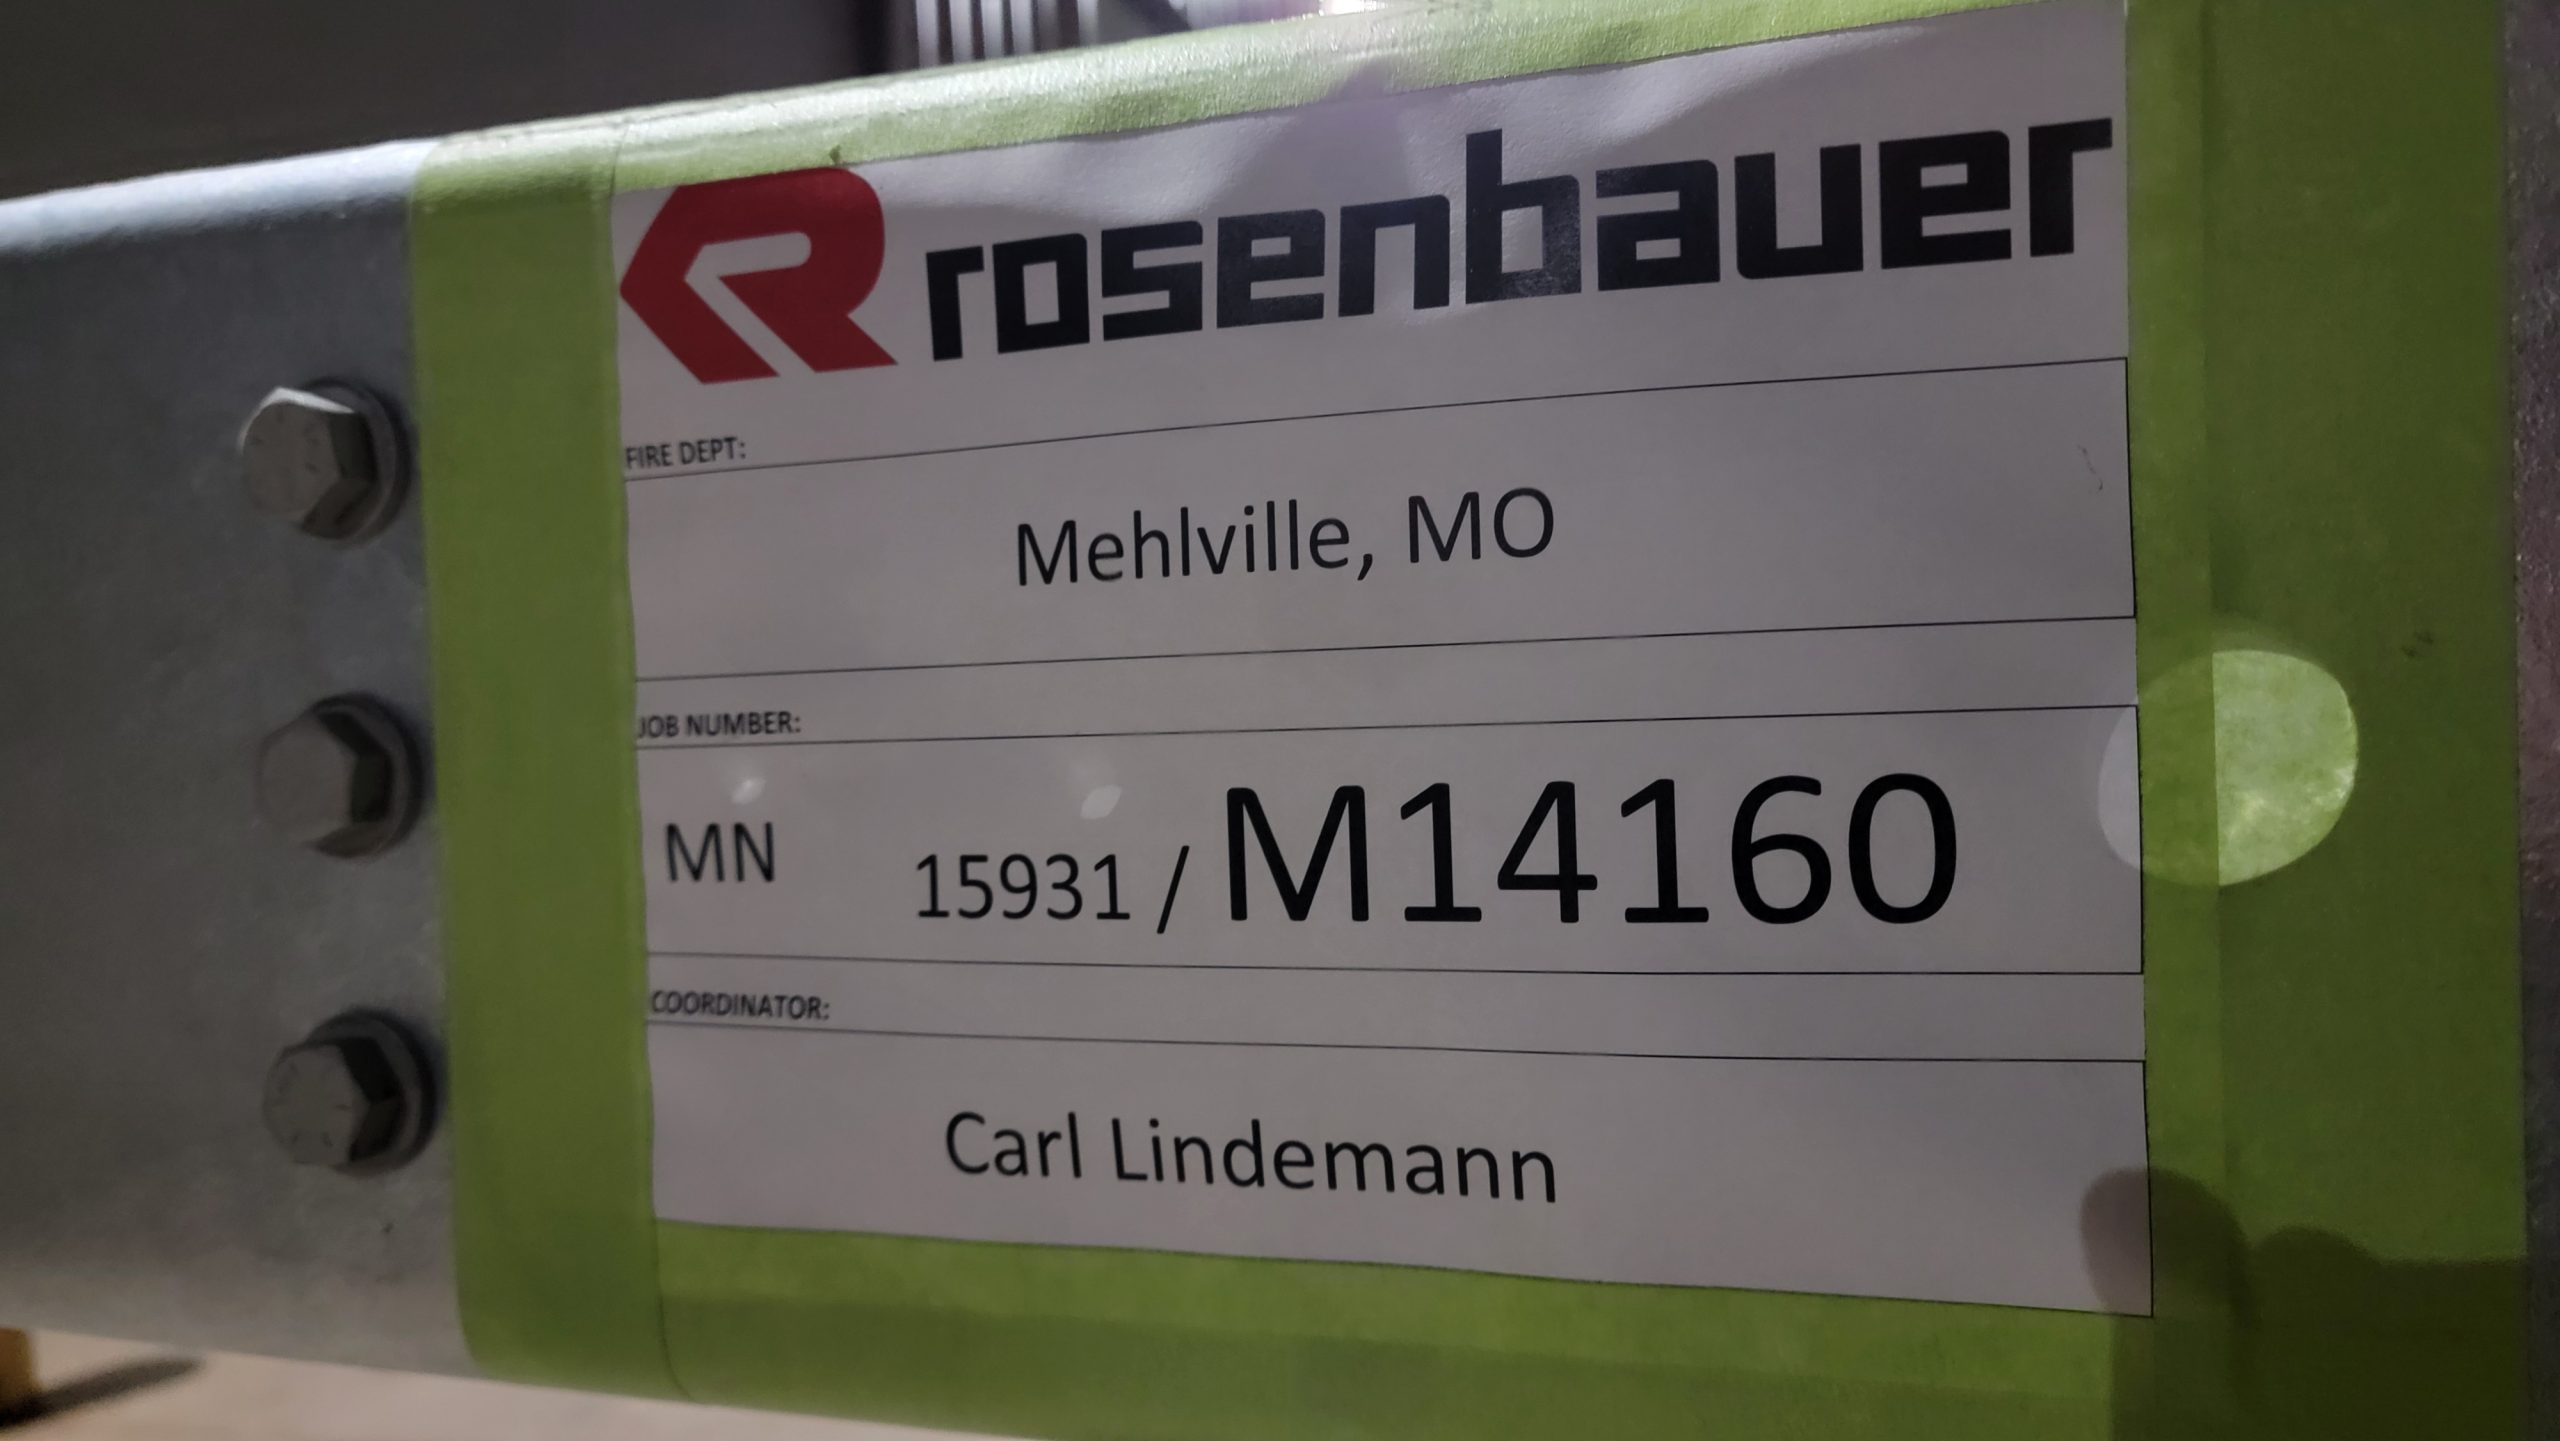 rosenbauer
FIRE DEPT:
Mehlville, MO
JOB NUMBER:
MN 15931 / M14160
COORDINATOR:
Carl Lindemann